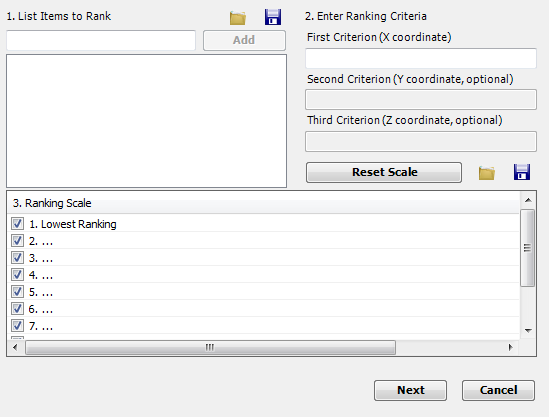 1. List Items to Rank
Add
2. Enter Ranking Criteria
First Criterion (X coordinate)
Second Criterion (Y coordinate, optional)
Third Criterion (Z coordinate, optional)
Reset Scale
3. Ranking Scale
1. Lowest Ranking
2. ...
3. ...
4. ...
5. ...
6. ...
7. ...
Next
Cancel